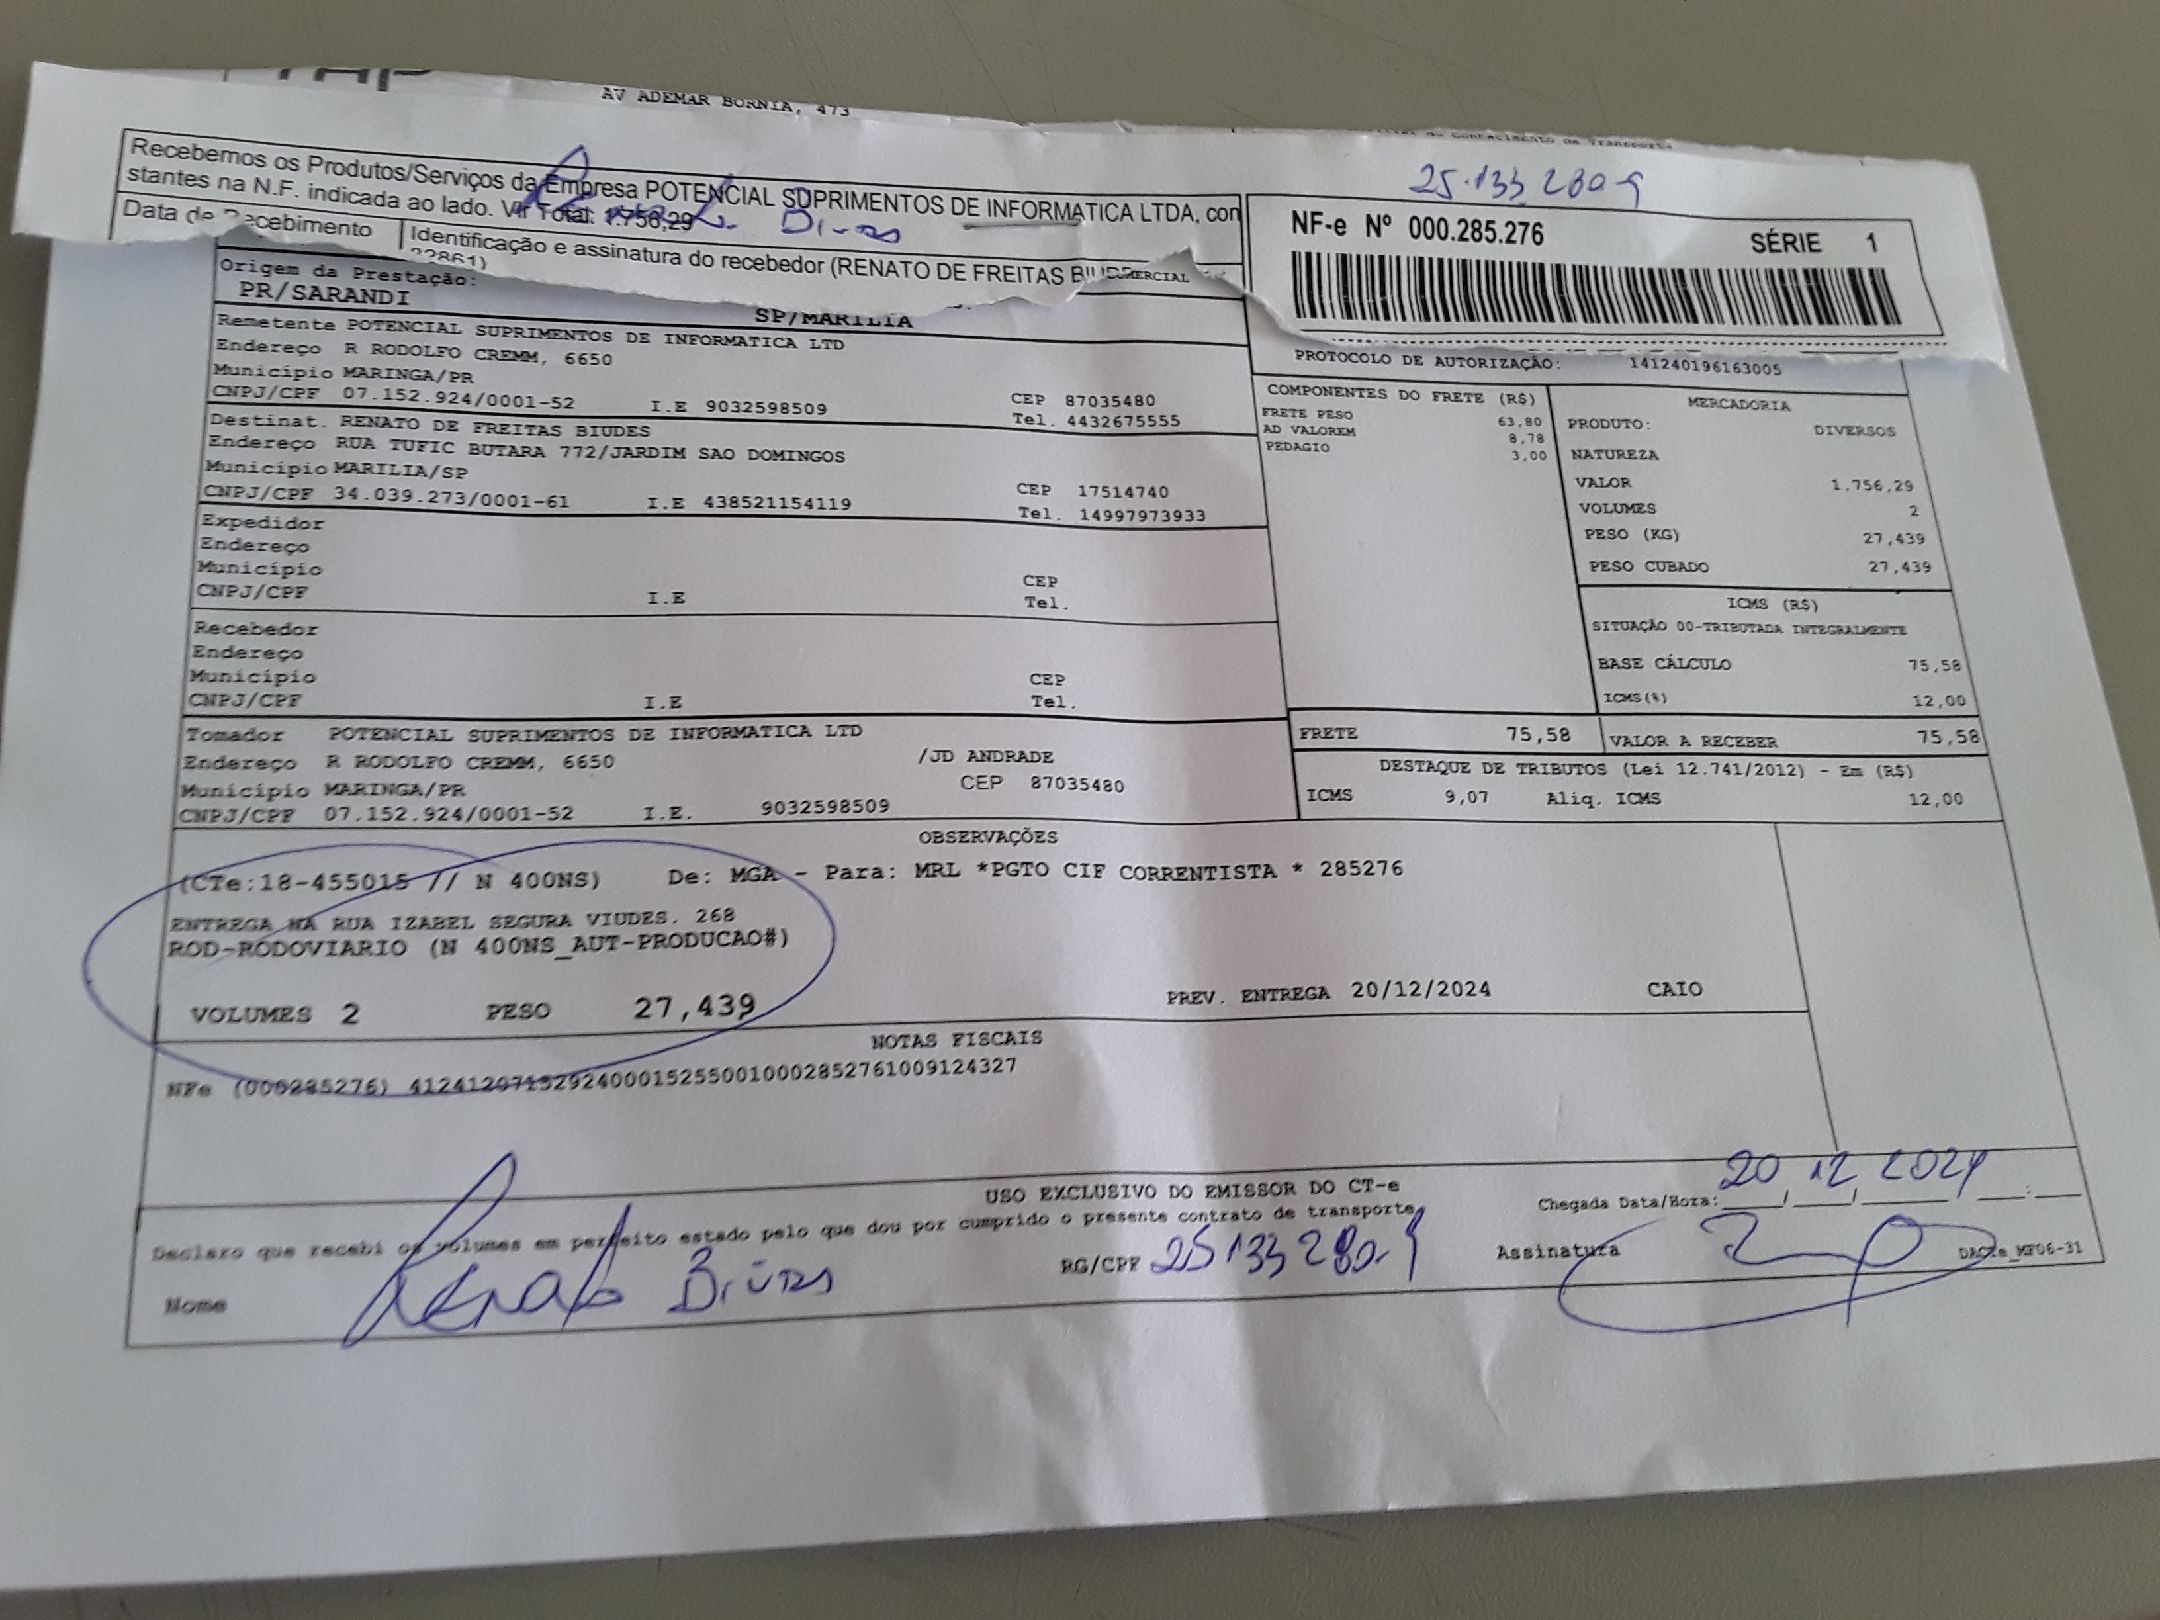 AV ADEMAR BORNIA, 473
25.133 280-9
Recebemos os Produtos/Serviços da Empresa POTENCIAL SUPRIMENTOS DE INFORMATICA LTDA, con
stantes na N.F. indicada ao lado. Vlr Total: 1.756,29
Data de Recebimento
Identificação e assinatura do recebedor (RENATO DE FREITAS
22861)
NF-e Nº 000.285.276 SÉRIE 1
Origem da Prestação:
PR/SARANDI
SP/MARILIA
Remetente POTENCIAL SUPRIMENTOS DE INFORMATICA LTD
Endereço R RODOLFO CREMM, 6650
Município MARINGA/PR CEP 87035480
CNPJ/CPF 07.152.924/0001-52 I.E 9032598509 Tel. 4432675555
Destinat. RENATO DE FREITAS BIUDES
Endereço RUA TUFIC BUTARA 772/JARDIM SAO DOMINGOS
Município MARILIA/SP CEP 17514740
CNPJ/CPF 34.039.273/0001-61 I.E 438521154119 Tel. 14997973933
Expedidor
Endereço
Município CEP
CNPJ/CPF I.E Tel.
Recebedor
Endereço
Município CEP
CNPJ/CPF I.E Tel.
Tomador POTENCIAL SUPRIMENTOS DE INFORMATICA LTD
Endereço R RODOLFO CREMM, 6650 /JD ANDRADE
Município MARINGA/PR CEP 87035480
CNPJ/CPF 07.152.924/0001-52 I.E. 9032598509
PROTOCOLO DE AUTORIZAÇÃO: 141240196163005
COMPONENTES DO FRETE (R$)
FRETE PESO 63,80
AD VALOREM 8,78
PEDAGIO 3,00
MERCADORIA
PRODUTO: DIVERSOS
NATUREZA
VALOR 1.756,29
VOLUMES 2
PESO (KG) 27,439
PESO CUBADO 27,439
ICMS (R$)
SITUAÇÃO 00-TRIBUTADA INTEGRALMENTE
BASE CÁLCULO 75,58
ICMS(%) 12,00
FRETE 75,58 VALOR A RECEBER 75,58
DESTAQUE DE TRIBUTOS (Lei 12.741/2012) - Em (R$)
ICMS 9,07 Aliq. ICMS 12,00
OBSERVAÇÕES
(CTe:18-455015 // N 400NS) De: MGA - Para: MRL *PGTO CIF CORRENTISTA * 285276
ENTREGA NA RUA IZABEL SEGURA VIUDES. 268
ROD-RODOVIARIO (N 400NS_AUT-PRODUCAO#)
VOLUMES 2 PESO 27,439 PREV. ENTREGA 20/12/2024 CAIO
NOTAS FISCAIS
NFe (000285276) 41241207152924000152550010002852761009124327
USO EXCLUSIVO DO EMISSOR DO CT-e
Declaro que recebi os volumes em perfeito estado pelo que dou por cumprido o presente contrato de transporte.
Chegada Data/Hora: 20 12 2024
Nome Renato Biudes RG/CPF 25 133 280-9 Assinatura DACTe_MF06-31